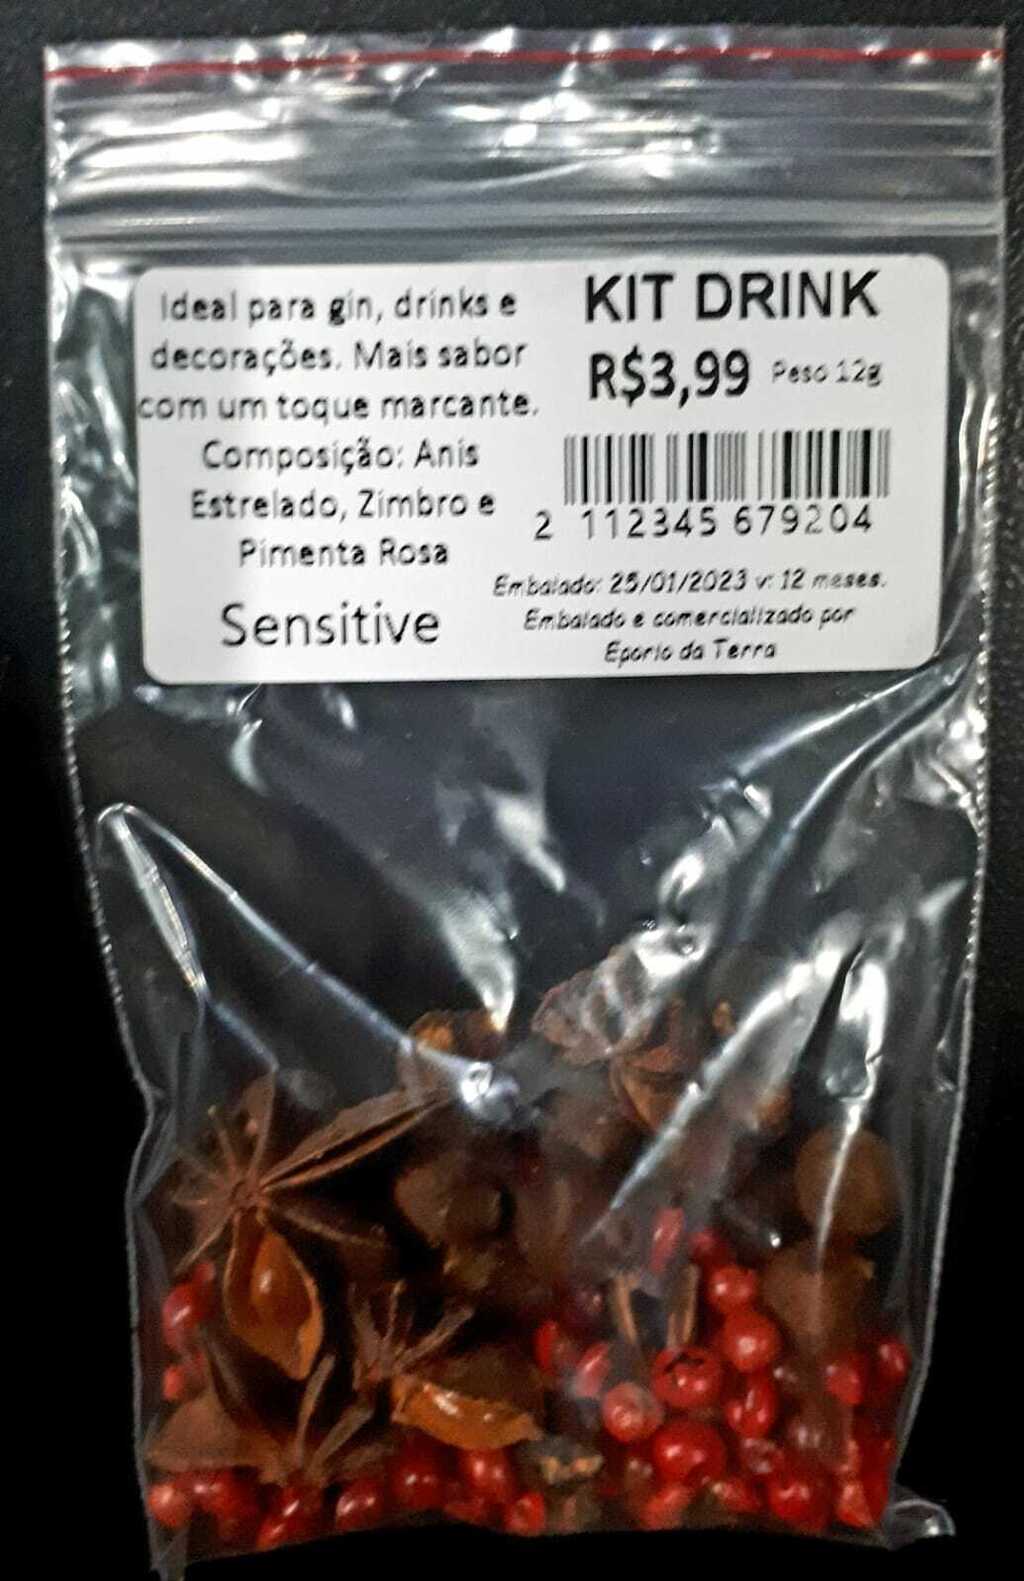 Ideal para gin, drinks e
decorações. Mais sabor
com um toque marcante.
Composição: Anis
Estrelado, Zimbro e
Pimenta Rosa
Sensitive
KIT DRINK
R$3,99 Peso 12g
2 112345 679204
Embalado: 25/01/2023 v: 12 meses.
Embalado e comercializado por
Eporio da Terra